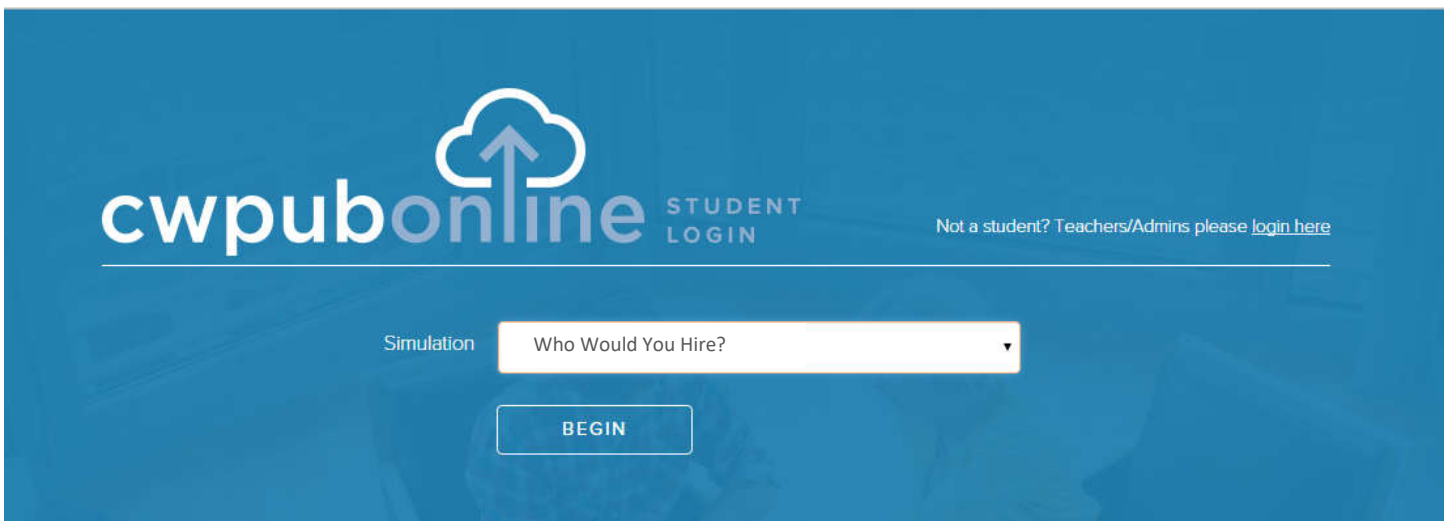 cwpubonline
STUDENT
LOGIN
Not a student? Teachers/Admins please login here
Simulation
Who Would You Hire?
BEGIN